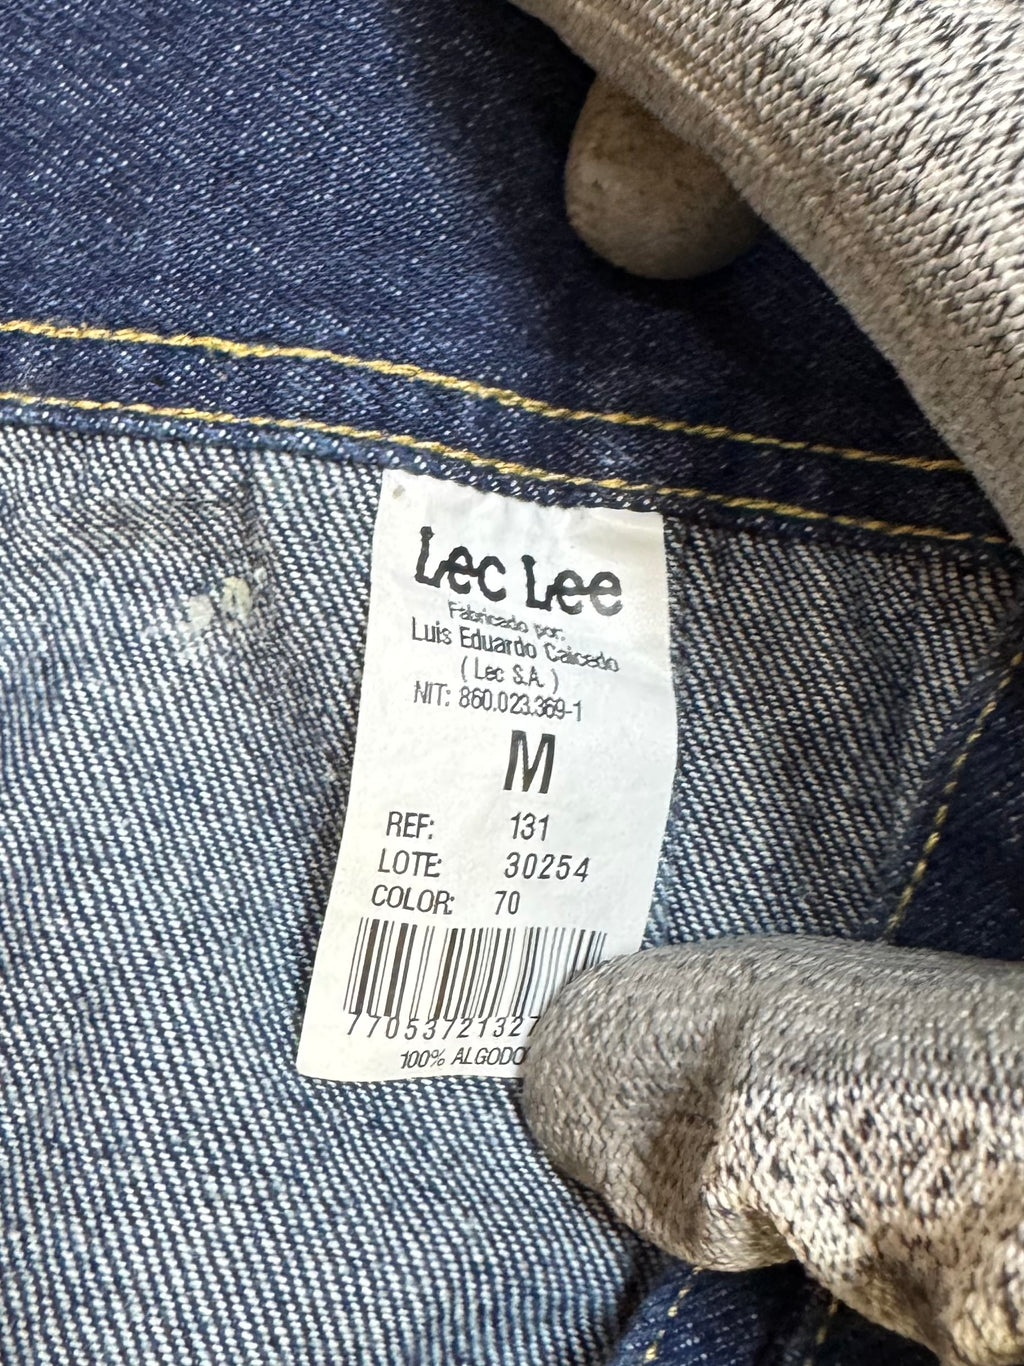 Lec Lee
Fabricado por:
Luis Eduardo Caicedo
( Lec S.A. )
NIT: 860.023.369-1
M
REF: 131
LOTE: 30254
COLOR: 70
77053721327
100% ALGODO